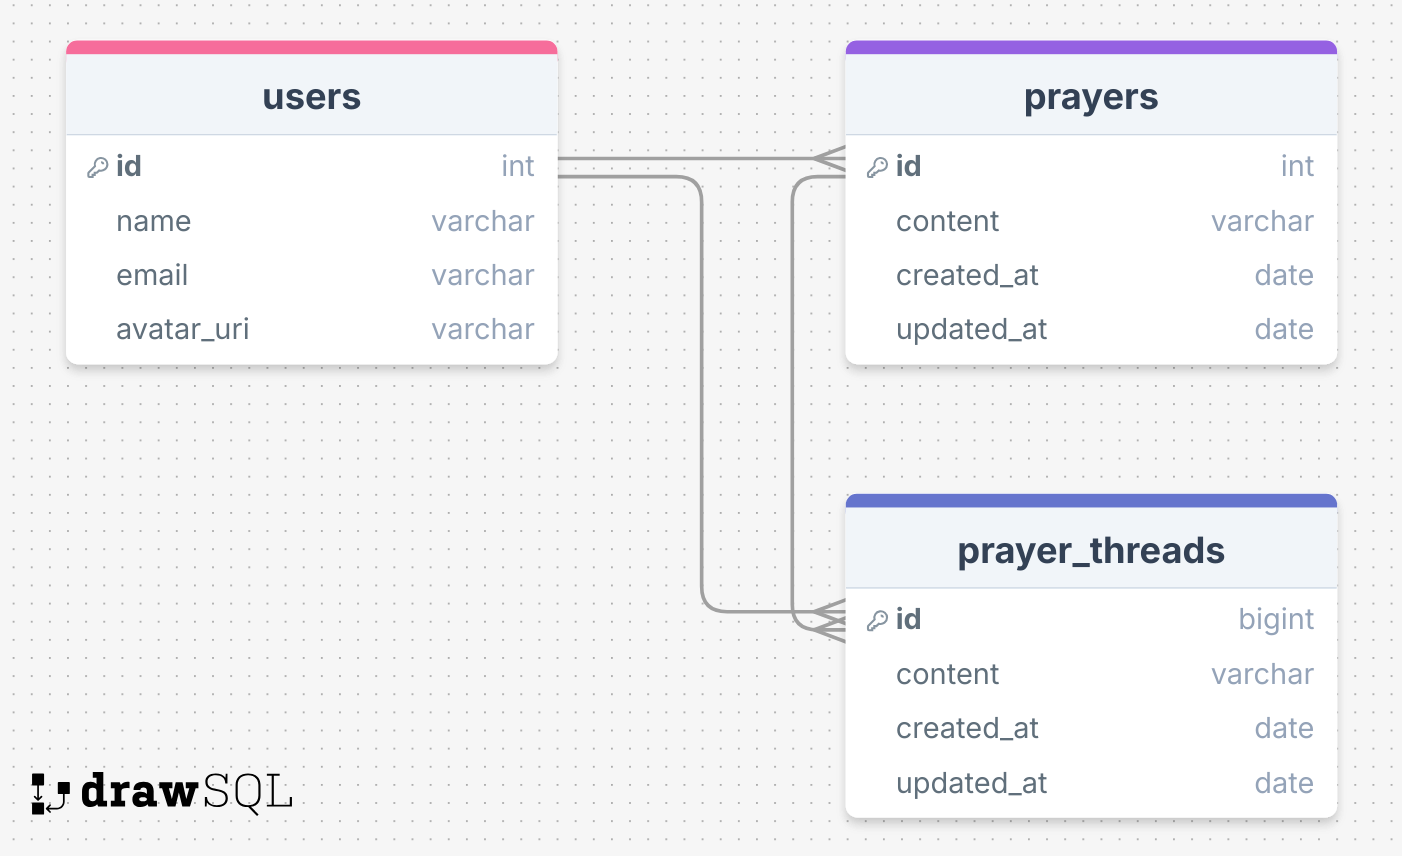 users
id int
name varchar
email varchar
avatar_uri varchar
prayers
id int
content varchar
created_at date
updated_at date
prayer_threads
id bigint
content varchar
created_at date
updated_at date
drawSQL